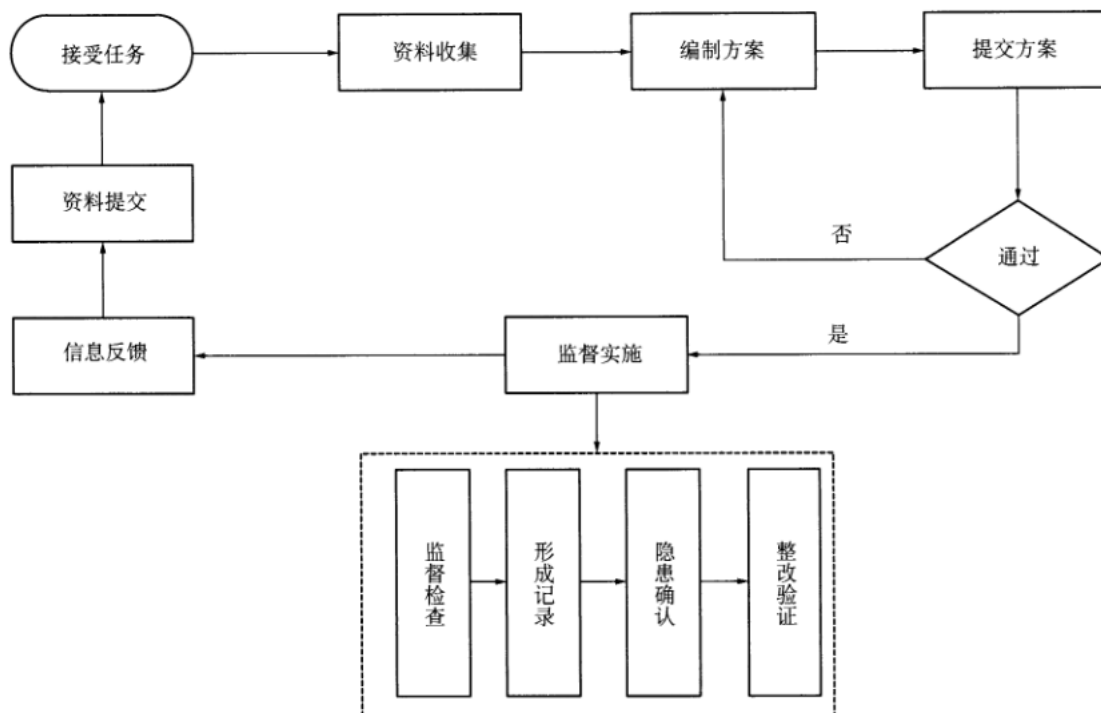 接受任务
资料收集
编制方案
提交方案
资料提交
否
通过
是
信息反馈
监督实施
监督检查
形成记录
隐患确认
整改验证